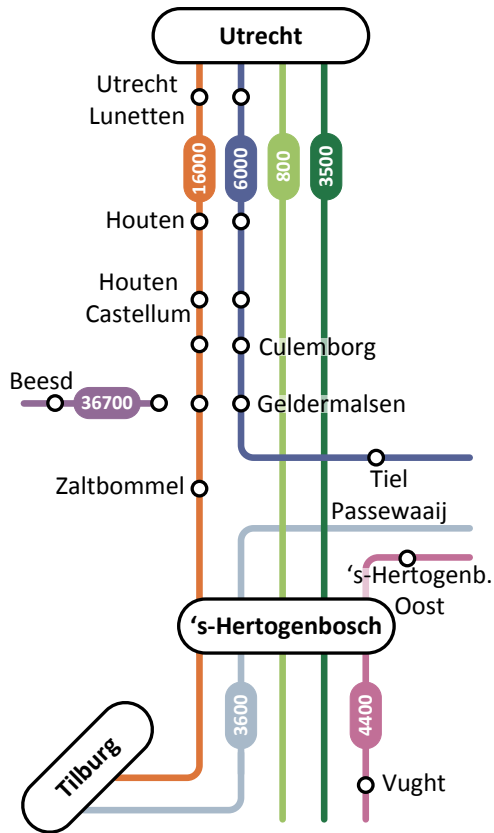 Utrecht
Utrecht
Lunetten
16000
6000
800
3500
Houten
Houten
Castellum
Culemborg
Beesd
36700
Geldermalsen
Zaltbommel
Tiel
Passewaaij
‘s-Hertogenb.
Oost
‘s-Hertogenbosch
3600
4400
Tilburg
Vught